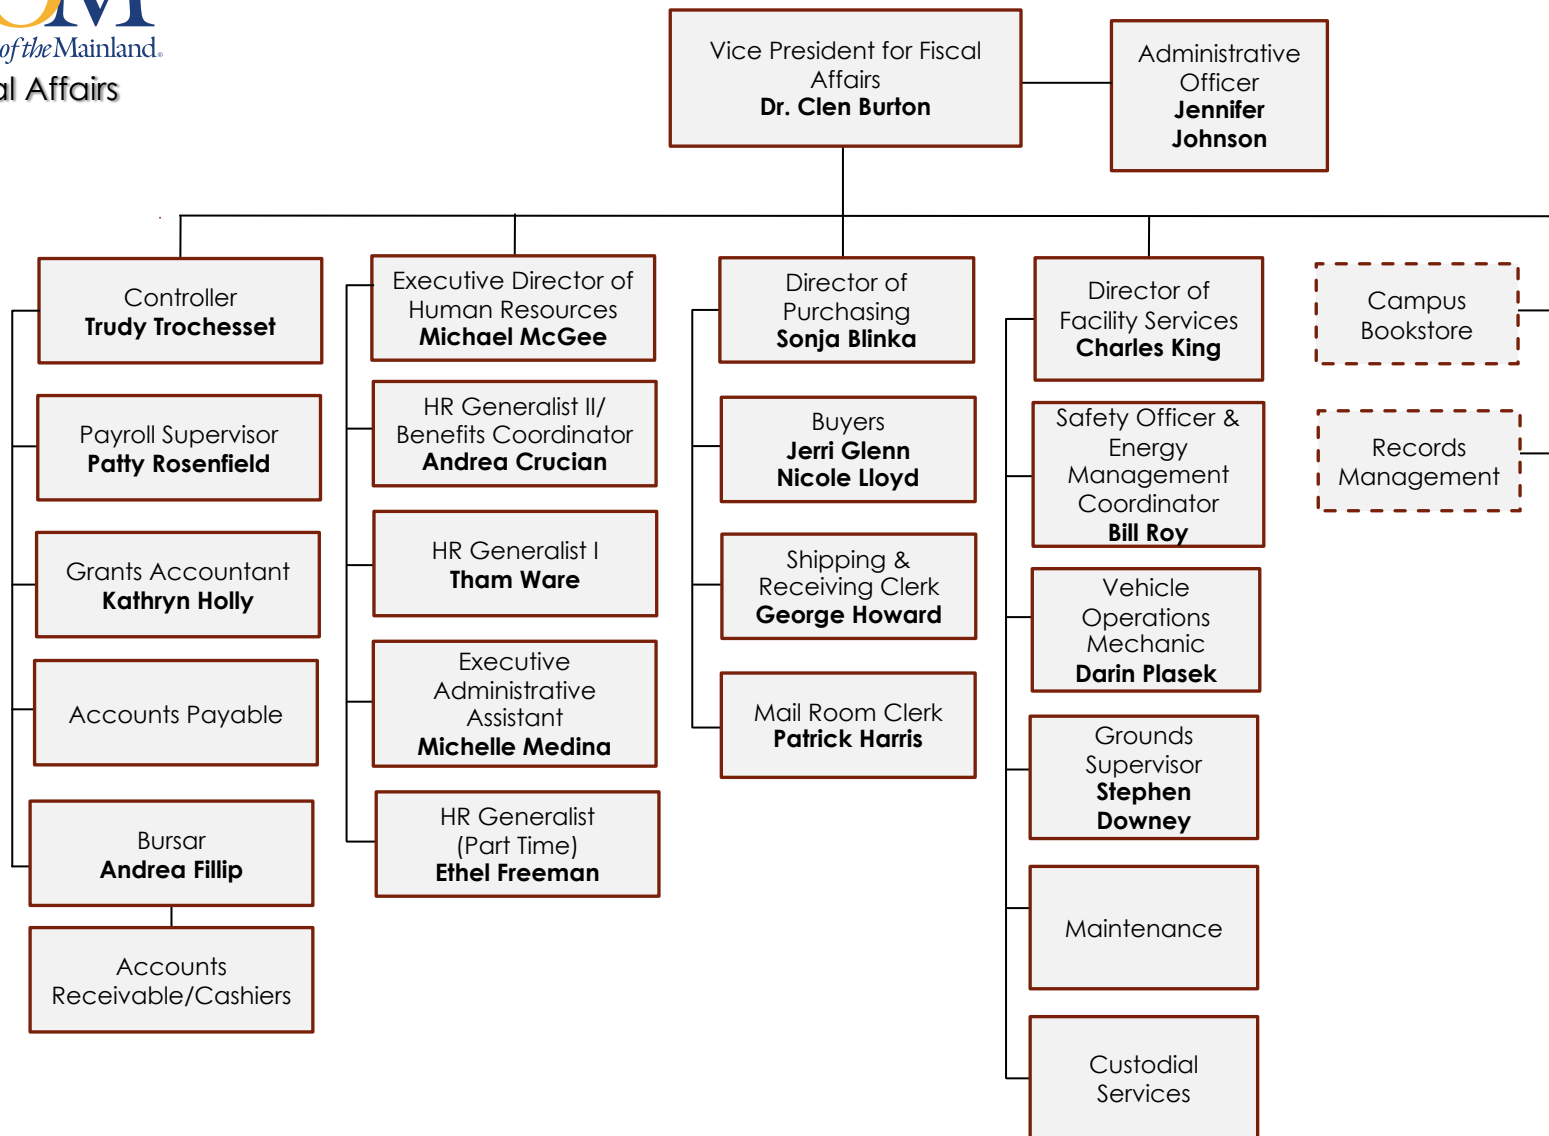 of the Mainland.
Affairs
Vice President for Fiscal
Affairs
Dr. Clen Burton
Administrative
Officer
Jennifer
Johnson
Controller
Trudy Trochesset
Payroll Supervisor
Patty Rosenfield
Grants Accountant
Kathryn Holly
Accounts Payable
Bursar
Andrea Fillip
Accounts
Receivable/Cashiers
Executive Director of
Human Resources
Michael McGee
HR Generalist II/
Benefits Coordinator
Andrea Crucian
HR Generalist I
Tham Ware
Executive
Administrative
Assistant
Michelle Medina
HR Generalist
(Part Time)
Ethel Freeman
Director of
Purchasing
Sonja Blinka
Buyers
Jerri Glenn
Nicole Lloyd
Shipping &
Receiving Clerk
George Howard
Mail Room Clerk
Patrick Harris
Director of
Facility Services
Charles King
Safety Officer &
Energy
Management
Coordinator
Bill Roy
Vehicle
Operations
Mechanic
Darin Plasek
Grounds
Supervisor
Stephen
Downey
Maintenance
Custodial
Services
Campus
Bookstore
Records
Management